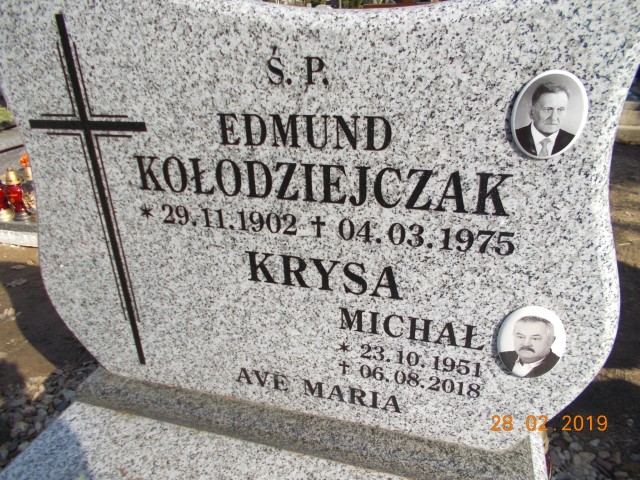 Ś. P.
EDMUND
KOŁODZIEJCZAK
* 29.11.1902 † 04.03.1975
KRYSA
MICHAŁ
* 23.10.1951
† 06.08.2018
AVE MARIA
28 02 2019